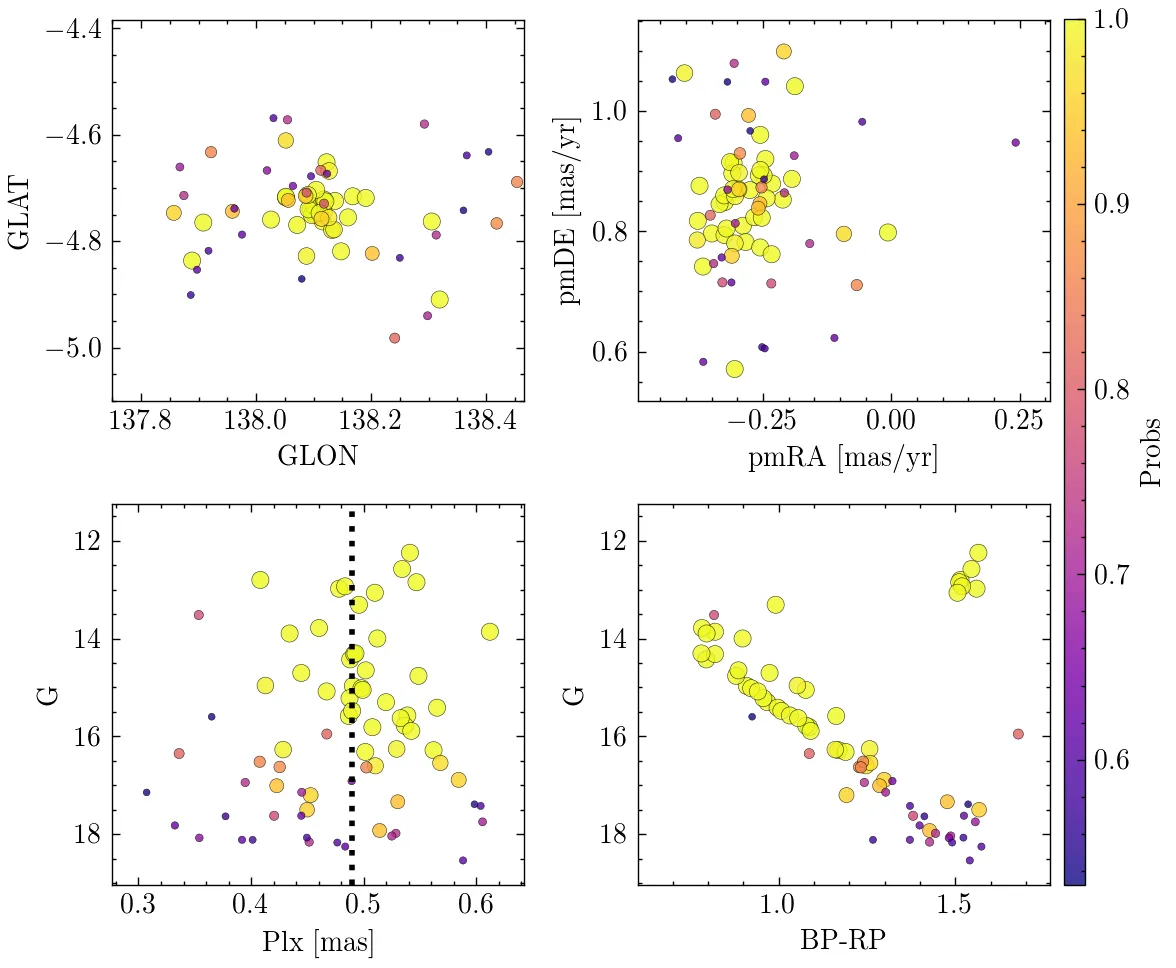 −4.4
−4.6
−4.8
−5.0
GLAT
137.8 138.0 138.2 138.4
GLON
1.0
0.8
0.6
pmDE [mas/yr]
−0.25 0.00 0.25
pmRA [mas/yr]
12
14
16
18
G
0.3 0.4 0.5 0.6
Plx [mas]
12
14
16
18
G
1.0 1.5
BP-RP
1.0
0.9
0.8
0.7
0.6
Probs